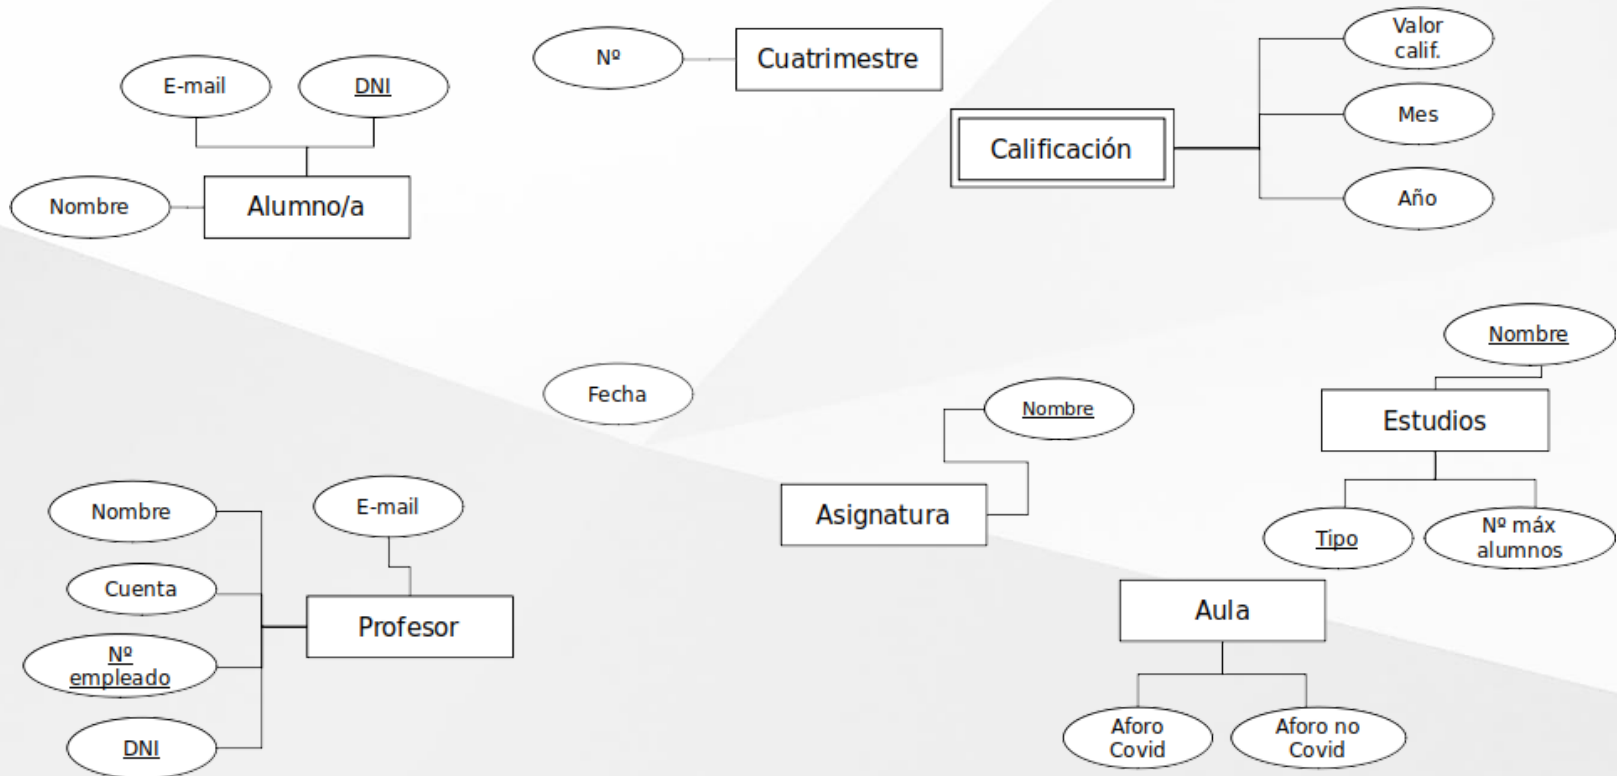 Nº
Cuatrimestre
Valor
calif.
E-mail
DNI
Mes
Calificación
Nombre
Alumno/a
Año
Nombre
Fecha
Nombre
Estudios
Nombre
E-mail
Asignatura
Tipo
Nº máx
alumnos
Cuenta
Profesor
Aula
Nº
empleado
DNI
Aforo
Covid
Aforo no
Covid